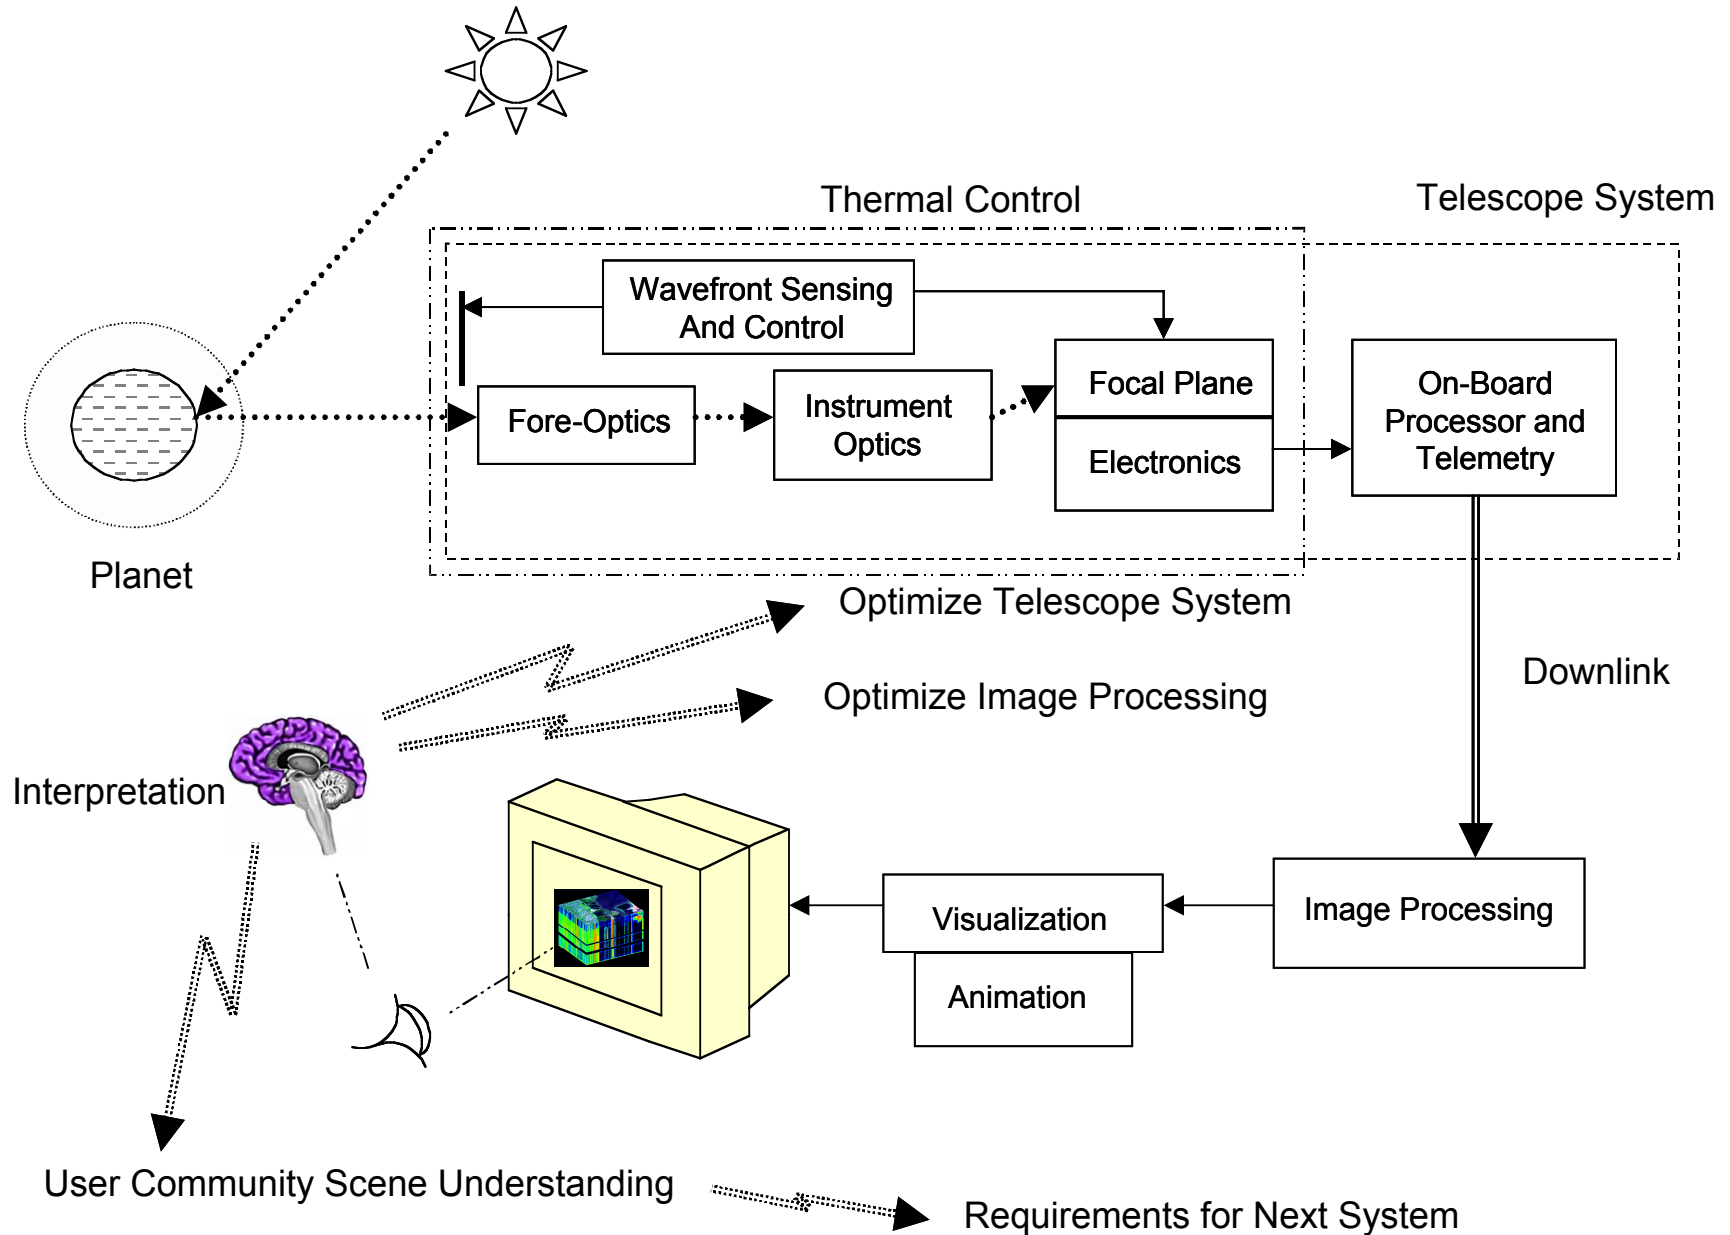 Thermal Control
Telescope System
Wavefront Sensing
And Control
Focal Plane
Electronics
On-Board
Processor and
Telemetry
Fore-Optics
Instrument
Optics
Planet
Optimize Telescope System
Optimize Image Processing
Downlink
Interpretation
Visualization
Animation
Image Processing
User Community Scene Understanding
Requirements for Next System